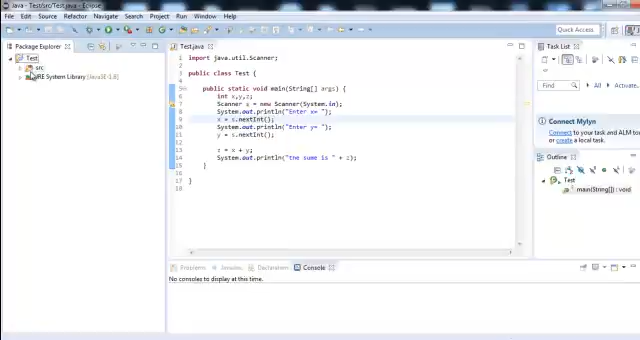 Java - Test/src/Test.java - Eclipse
File Edit Source Refactor Navigate Search Project Run Window Help
Quick Access
Package Explorer
Test
src
JRE System Library [JavaSE-1.8]
Test.java
1 import java.util.Scanner;
2
3 public class Test {
4
5 public static void main(String[] args) {
6 int x,y,z;
7 Scanner s = new Scanner(System.in);
8 System.out.println("Enter x= ");
9 x = s.nextInt();
10 System.out.println("Enter y= ");
11 y = s.nextInt();
12
13 z = x + y;
14 System.out.println("tne sume is " + z);
15 }
16
17 }
18
Task List
Find
All
Activate..
Connect Mylyn
Connect to your task and ALM to
or create a local task.
Outline
Test
main(String[]) : void
Problems Javadoc Declaration Console
No consoles to display at this time.